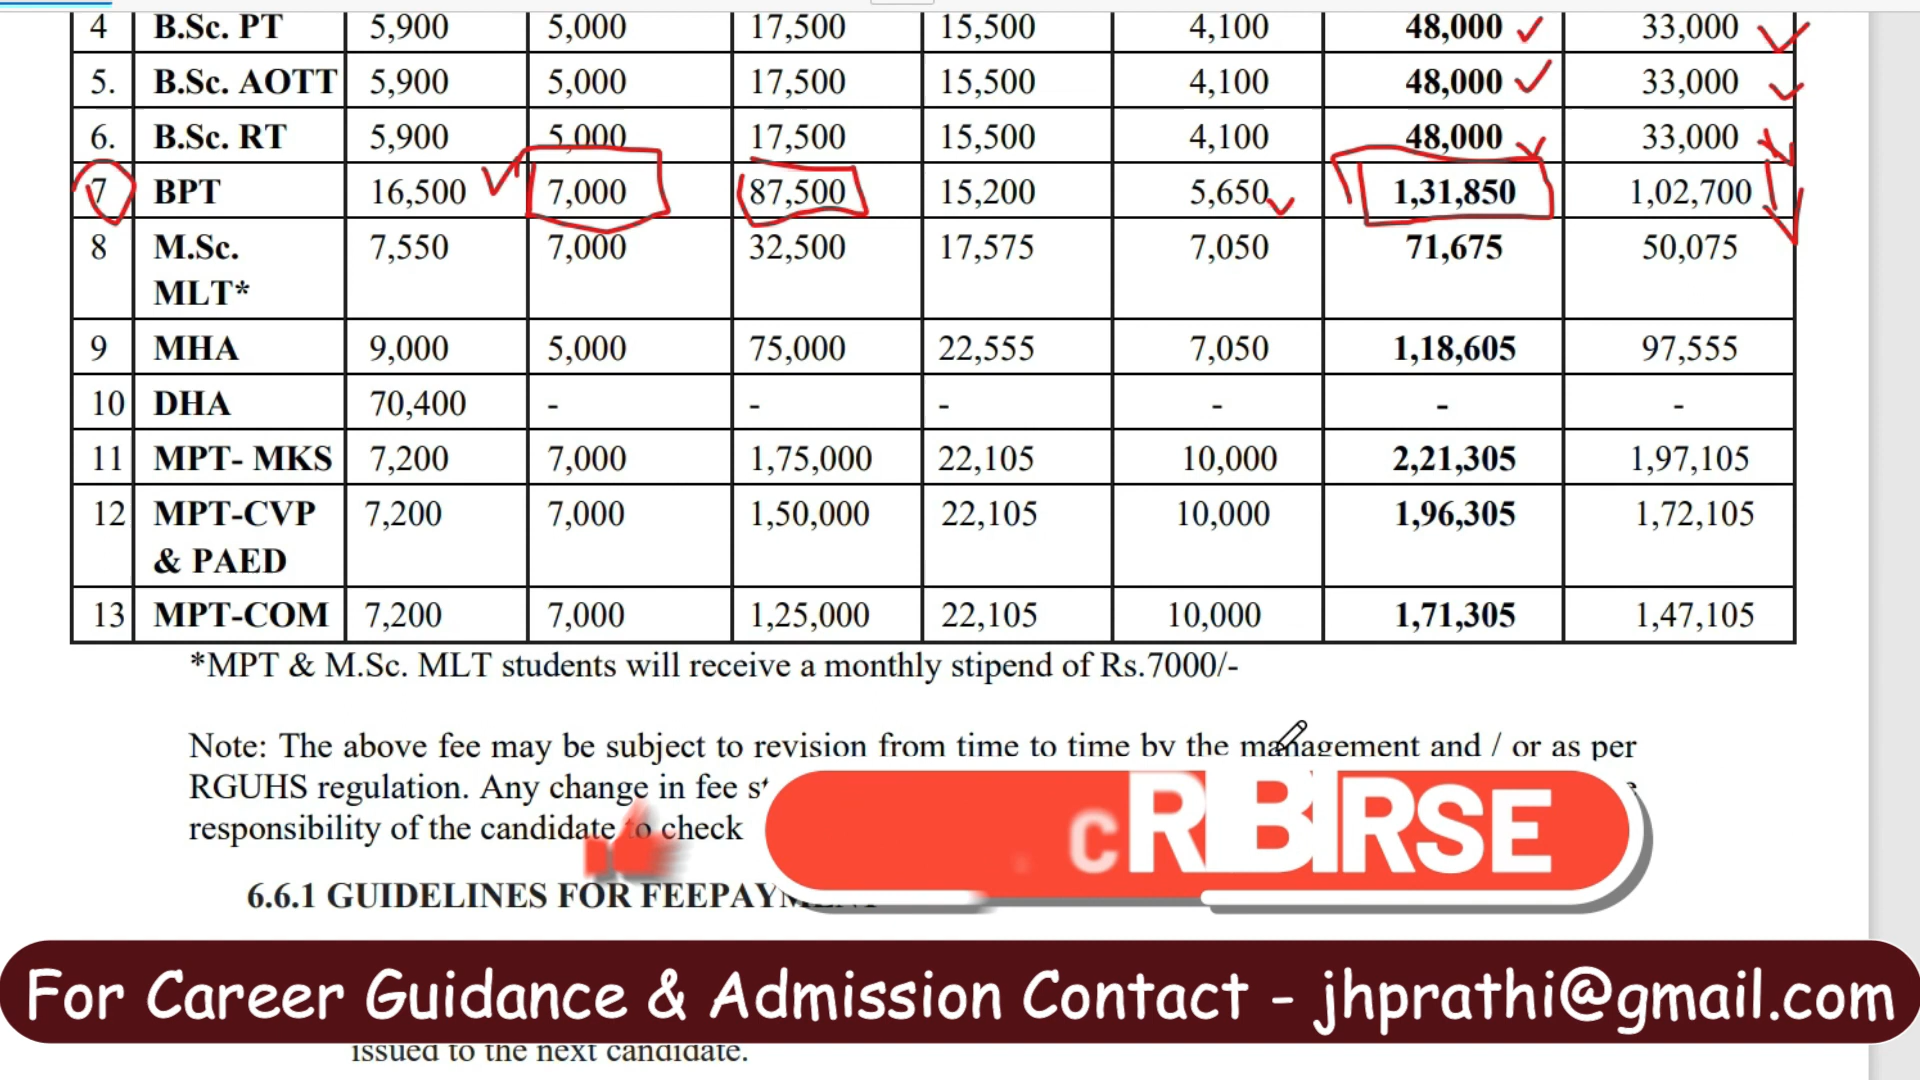 4 B.Sc. PT 5,900 5,000 17,500 15,500 4,100 48,000 33,000
5. B.Sc. AOTT 5,900 5,000 17,500 15,500 4,100 48,000 33,000
6. B.Sc. RT 5,900 5,000 17,500 15,500 4,100 48,000 33,000
7 BPT 16,500 7,000 87,500 15,200 5,650 1,31,850 1,02,700
8 M.Sc. 7,550 7,000 32,500 17,575 7,050 71,675 50,075
MLT*
9 MHA 9,000 5,000 75,000 22,555 7,050 1,18,605 97,555
10 DHA 70,400 - - - - - -
11 MPT- MKS 7,200 7,000 1,75,000 22,105 10,000 2,21,305 1,97,105
12 MPT-CVP 7,200 7,000 1,50,000 22,105 10,000 1,96,305 1,72,105
& PAED
13 MPT-COM 7,200 7,000 1,25,000 22,105 10,000 1,71,305 1,47,105
*MPT & M.Sc. MLT students will receive a monthly stipend of Rs.7000/-
Note: The above fee may be subject to revision from time to time by the management and / or as per
RGUHS regulation. Any change in fee
responsibility of the candidate to check
6.6.1 GUIDELINES FOR FEEPAYMENT
For Career Guidance & Admission Contact - jhprathi@gmail.com
issued to the next candidate.